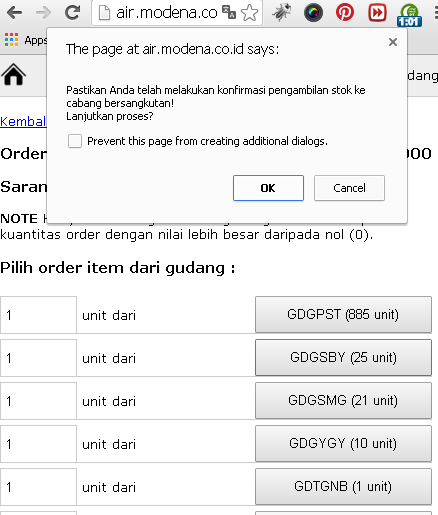 air.modena.co
1:01
Apps
The page at air.modena.co.id says:
Pastikan Anda telah melakukan konfirmasi pengambilan stok ke
cabang bersangkutan!
Lanjutkan proses?
Prevent this page from creating additional dialogs.
OK
Cancel
dang
Kembal
Order
000
Saran
NOTE
kuantitas order dengan nilai lebih besar daripada nol (0).
Pilih order item dari gudang :
1 unit dari GDGPST (885 unit)
1 unit dari GDGSBY (25 unit)
1 unit dari GDGSMG (21 unit)
1 unit dari GDGYGY (10 unit)
1 unit dari GDTGNB (1 unit)